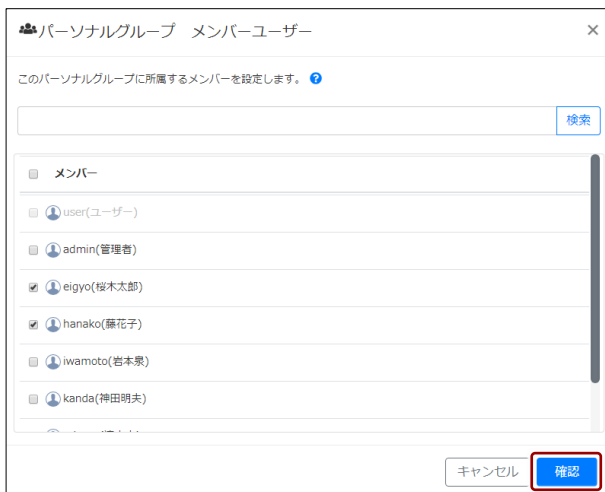 パーソナルグループ　メンバーユーザー
このパーソナルグループに所属するメンバーを設定します。
検索
メンバー
user(ユーザー)
admin(管理者)
eigyo(桜木太郎)
hanako(藤花子)
iwamoto(岩本泉)
kanda(神田明夫)
キャンセル
確認